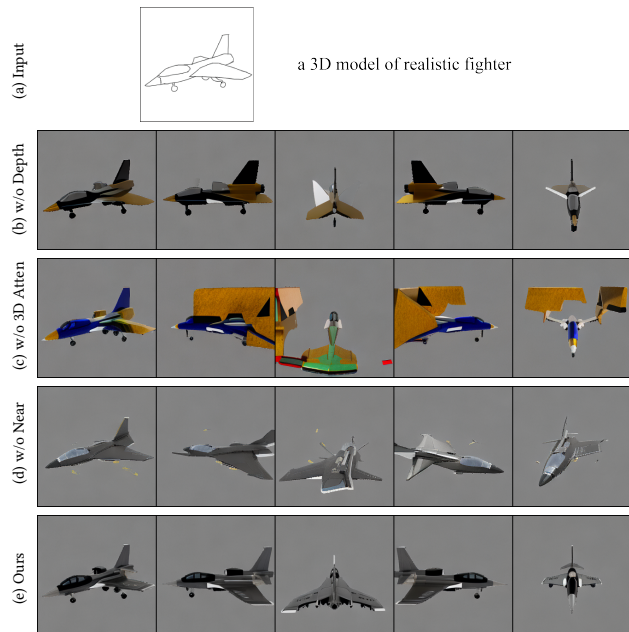 (a) Input
a 3D model of realistic fighter
(b) w/o Depth
(c) w/o 3D Atten
(d) w/o Near
(e) Ours